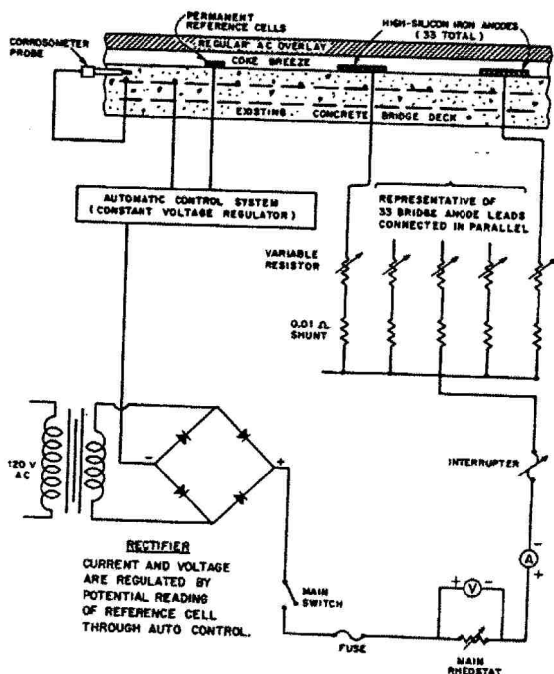 PERMANENT
REFERENCE CELLS
HIGH-SILICON IRON ANODES
(33 TOTAL)
CORROSOMETER
PROBE
REGULAR AC OVERLAY
COKE BREEZE
EXISTING CONCRETE BRIDGE DECK
AUTOMATIC CONTROL SYSTEM
(CONSTANT VOLTAGE REGULATOR)
REPRESENTATIVE OF
33 BRIDGE ANODE LEADS
CONNECTED IN PARALLEL
VARIABLE
RESISTOR
0.01 Ω
SHUNT
120 V
AC
-
+
INTERRUPTER
RECTIFIER
CURRENT AND VOLTAGE
ARE REGULATED BY
POTENTIAL READING
OF REFERENCE CELL
THROUGH AUTO CONTROL.
MAIN
SWITCH
FUSE
-
A
+
+ V -
MAIN
RHEOSTAT